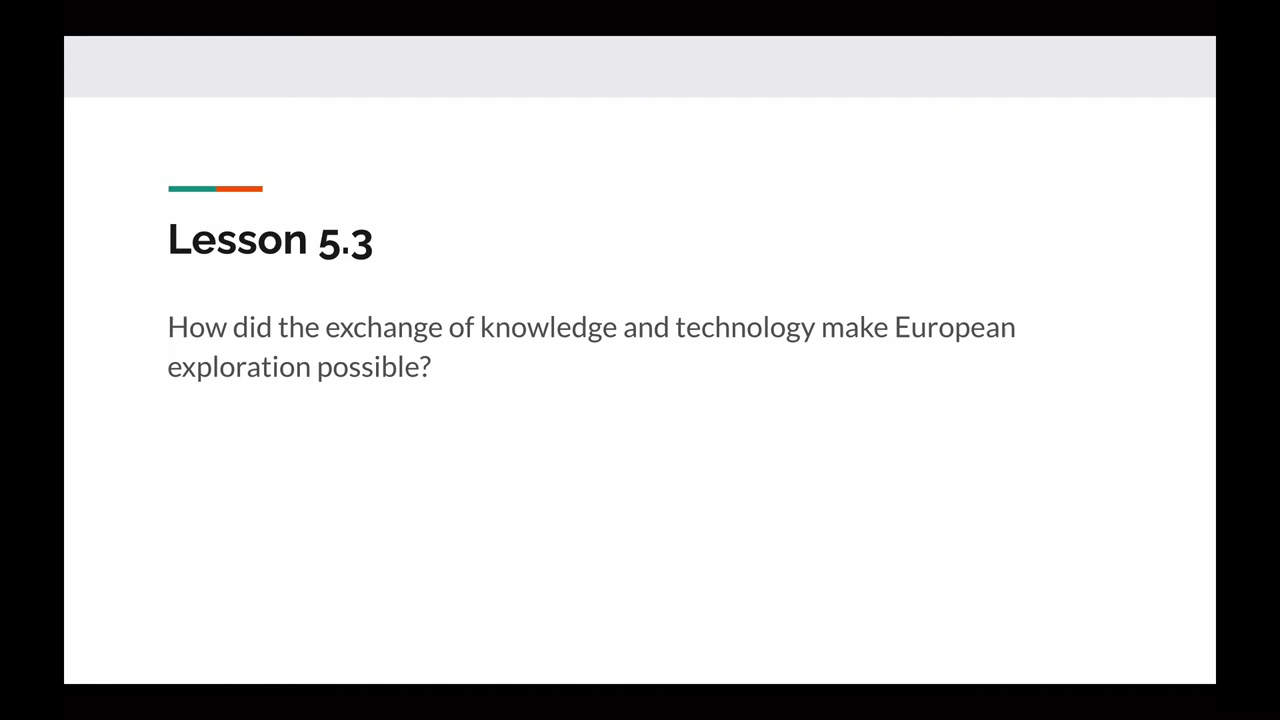 Lesson 5.3
How did the exchange of knowledge and technology make European
exploration possible?